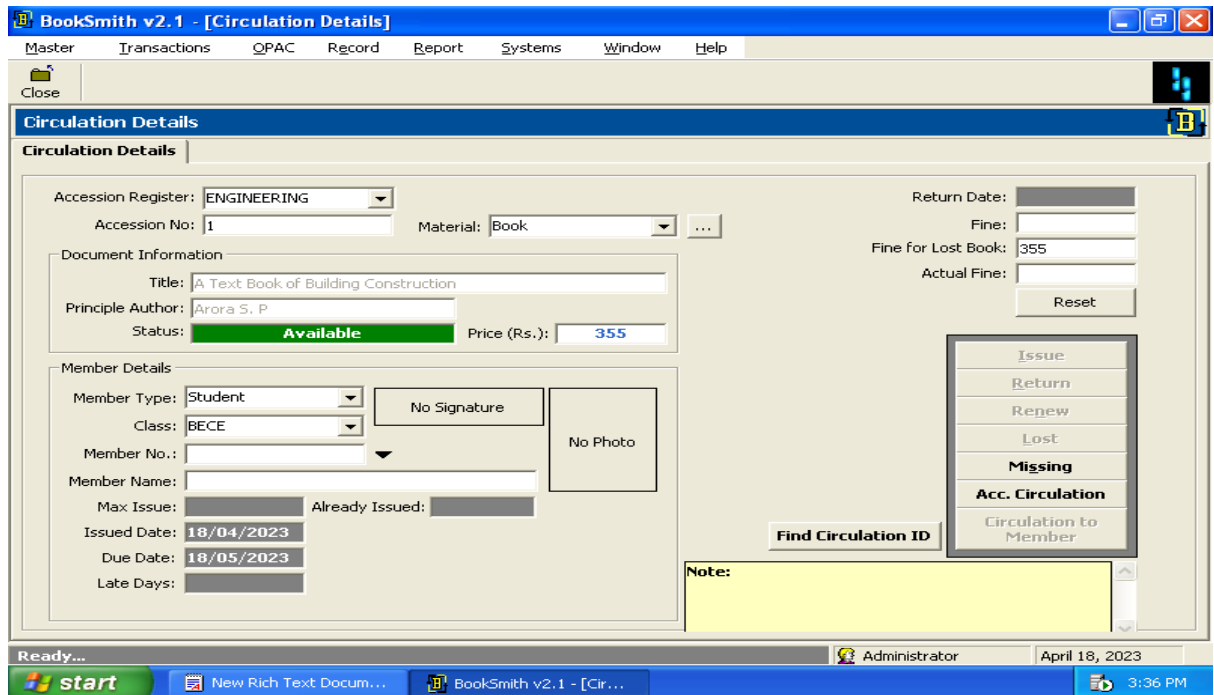 BookSmith v2.1 - [Circulation Details]
Master Transactions OPAC Record Report Systems Window Help
Close
Circulation Details
B
Circulation Details
Accession Register: ENGINEERING
Return Date:
Accession No: 1 Material: Book ...
Fine:
Fine for Lost Book: 355
Document Information
Actual Fine:
Title: A Text Book of Building Construction
Principle Author: Arora S. P
Reset
Status: Available Price (Rs.): 355
Issue
Member Details
Return
Member Type: Student
No Signature
Renew
Class: BECE
No Photo
Lost
Member No.:
Missing
Member Name:
Acc. Circulation
Max Issue: Already Issued:
Circulation to
Member
Issued Date: 18/04/2023
Find Circulation ID
Due Date: 18/05/2023
Note:
Late Days:
Ready...
Administrator
April 18, 2023
start
New Rich Text Docum...
BookSmith v2.1 - [Cir...
3:36 PM